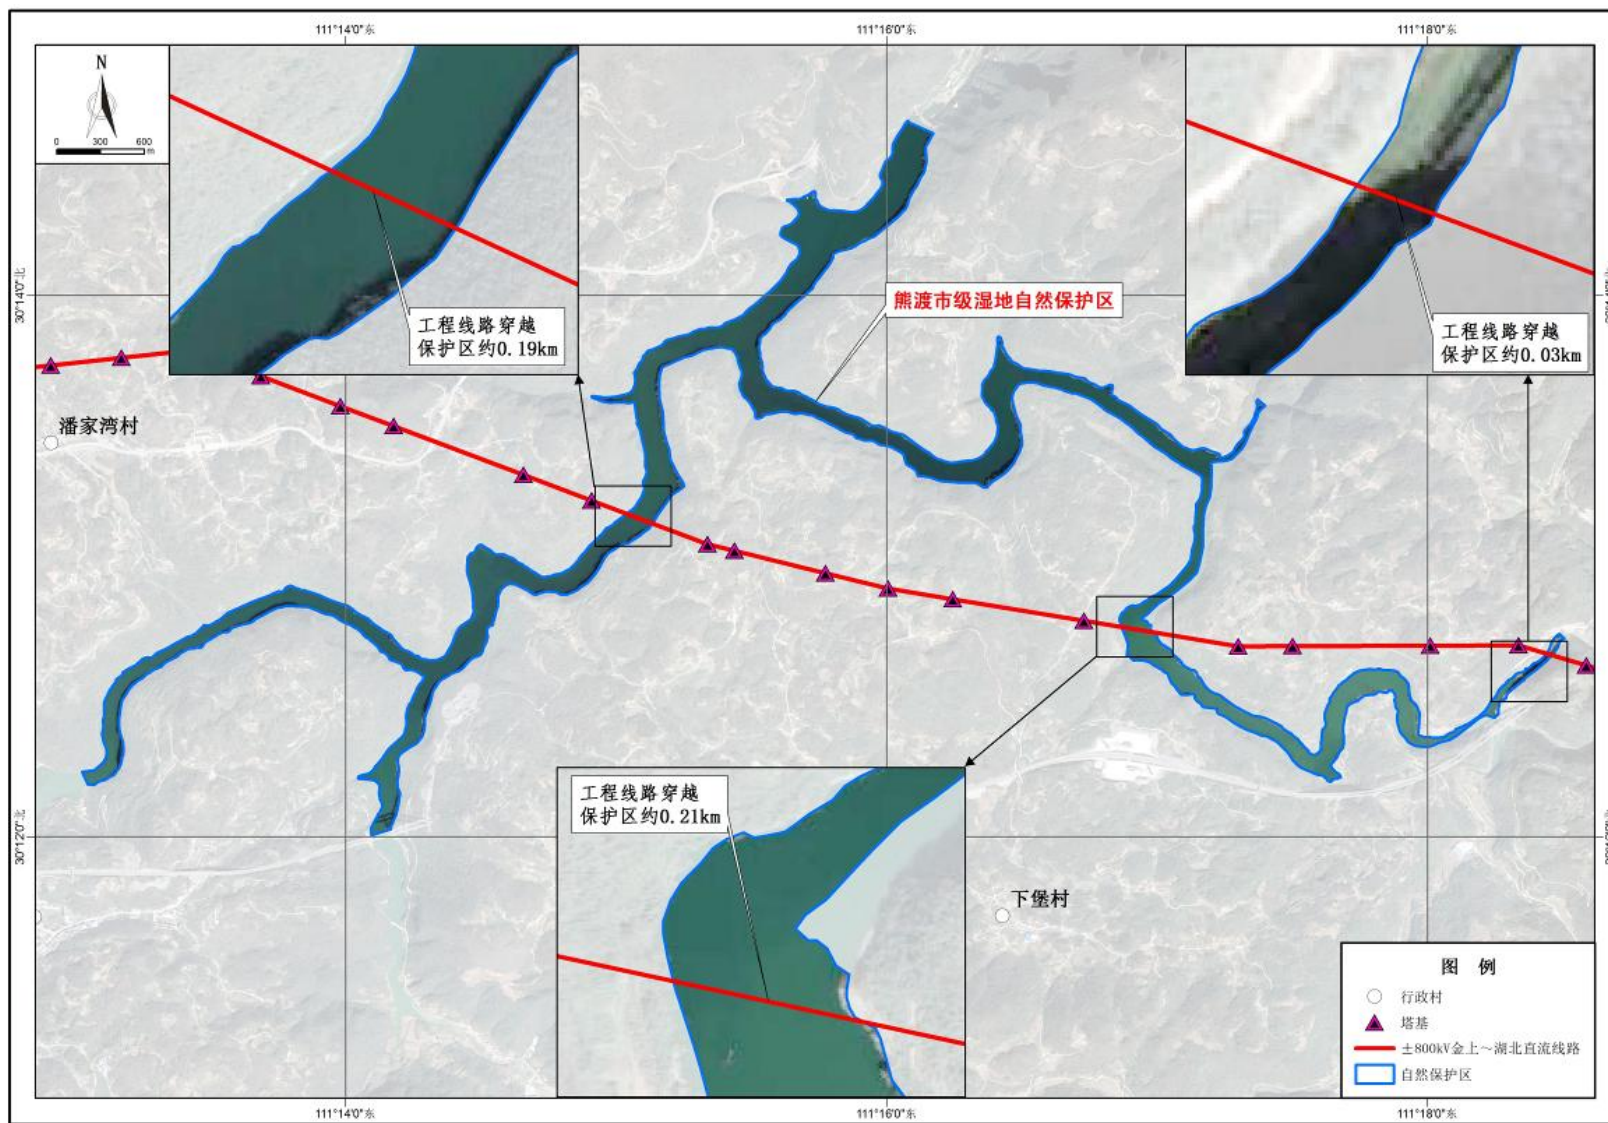 111°14'0"东
111°16'0"东
111°18'0"东
N
0 300 600
m
30°14'0"北
工程线路穿越
保护区约0.19km
熊渡市级湿地自然保护区
工程线路穿越
保护区约0.03km
潘家湾村
工程线路穿越
保护区约0.21km
30°12'0"北
下堡村
图 例
行政村
塔基
±800kV金上～湖北直流线路
自然保护区
111°14'0"东
111°16'0"东
111°18'0"东